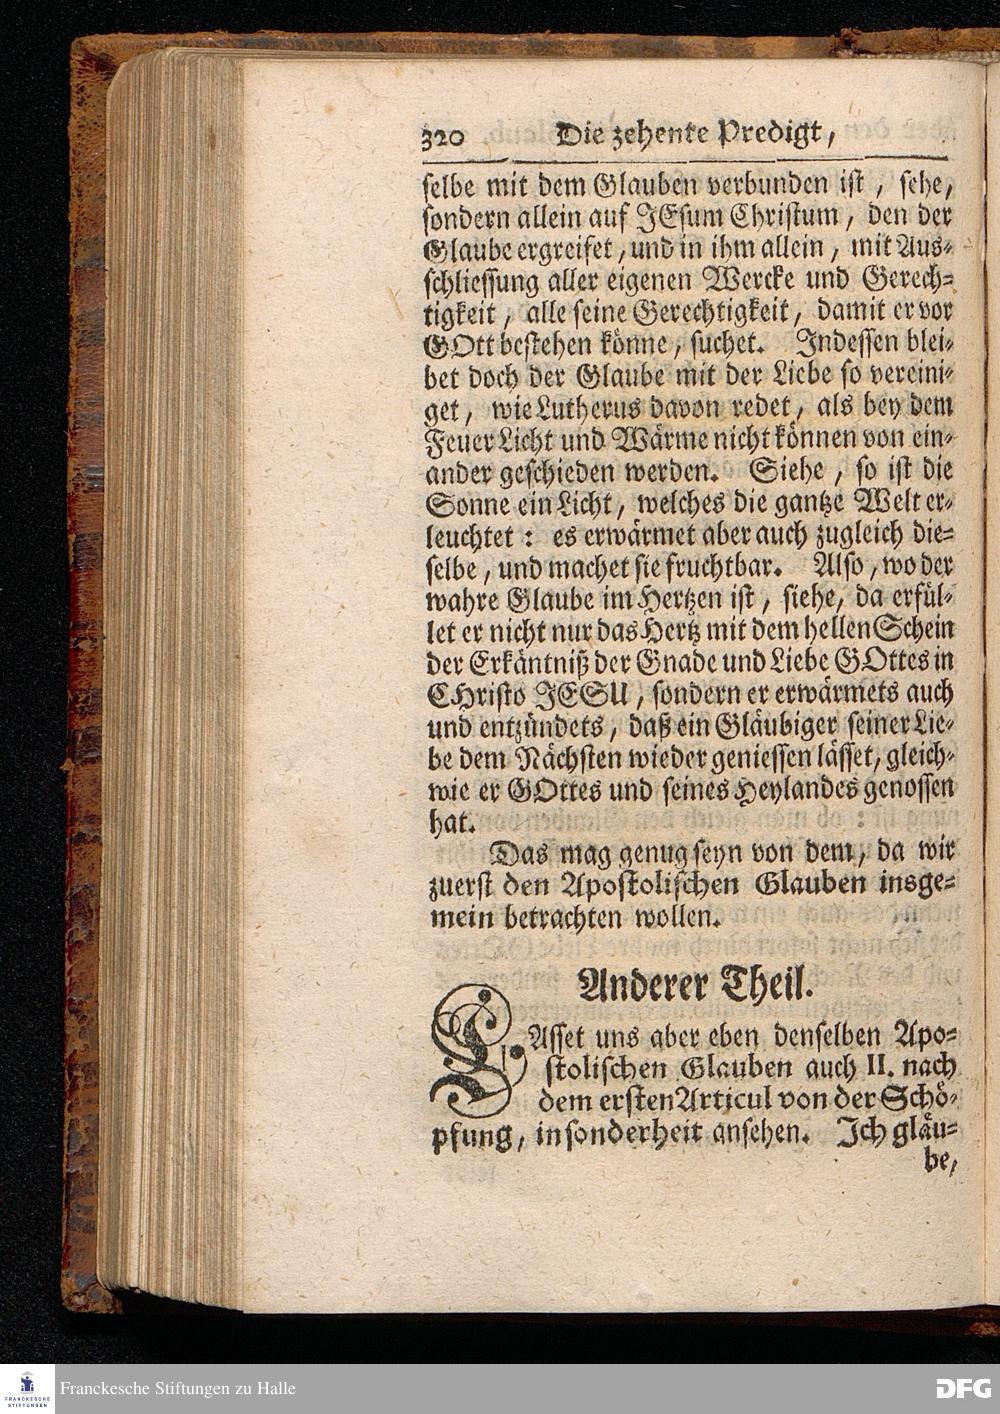 320 Die zehente Predigt,
selbe mit dem Glauben verbunden ist, sehe,
sondern allein auf JEsum Christum, den der
Glaube ergreifet, und in ihm allein, mit Aus-
schliessung aller eigenen Wercke und Gerech-
tigkeit, alle seine Gerechtigkeit, damit er vor
GOtt bestehen könne, suchet. Indessen blei-
bet doch der Glaube mit der Liebe so vereini-
get, wie Lutherus davon redet, als bey dem
Feuer Licht und Wärme nicht können von ein-
ander geschieden werden. Siehe, so ist die
Sonne ein Licht, welches die gantze Welt er-
leuchtet: es erwärmet aber auch zugleich die-
selbe, und machet sie fruchtbar. Also, wo der
wahre Glaube im Hertzen ist, siehe, da erfül-
let er nicht nur das Hertz mit dem hellen Schein
der Erkäntniß der Gnade und Liebe GOttes in
CHristo JESU, sondern er erwärmets auch
und entzündets, daß ein Gläubiger seiner Lie-
be dem Nächsten wieder geniessen lässet, gleich-
wie er GOttes und seines Heylandes genossen
hat.
Das mag genug seyn von dem, da wir
zuerst den Apostolischen Glauben insge-
mein betrachten wollen.
Anderer Theil.
LAsset uns aber eben denselben Apo-
stolischen Glauben auch II. nach
dem ersten Articul von der Schö-
pfung, insonderheit ansehen. Ich gläu-
be,
FRANCKESCHE
STIFTUNGEN
Franckesche Stiftungen zu Halle
DFG